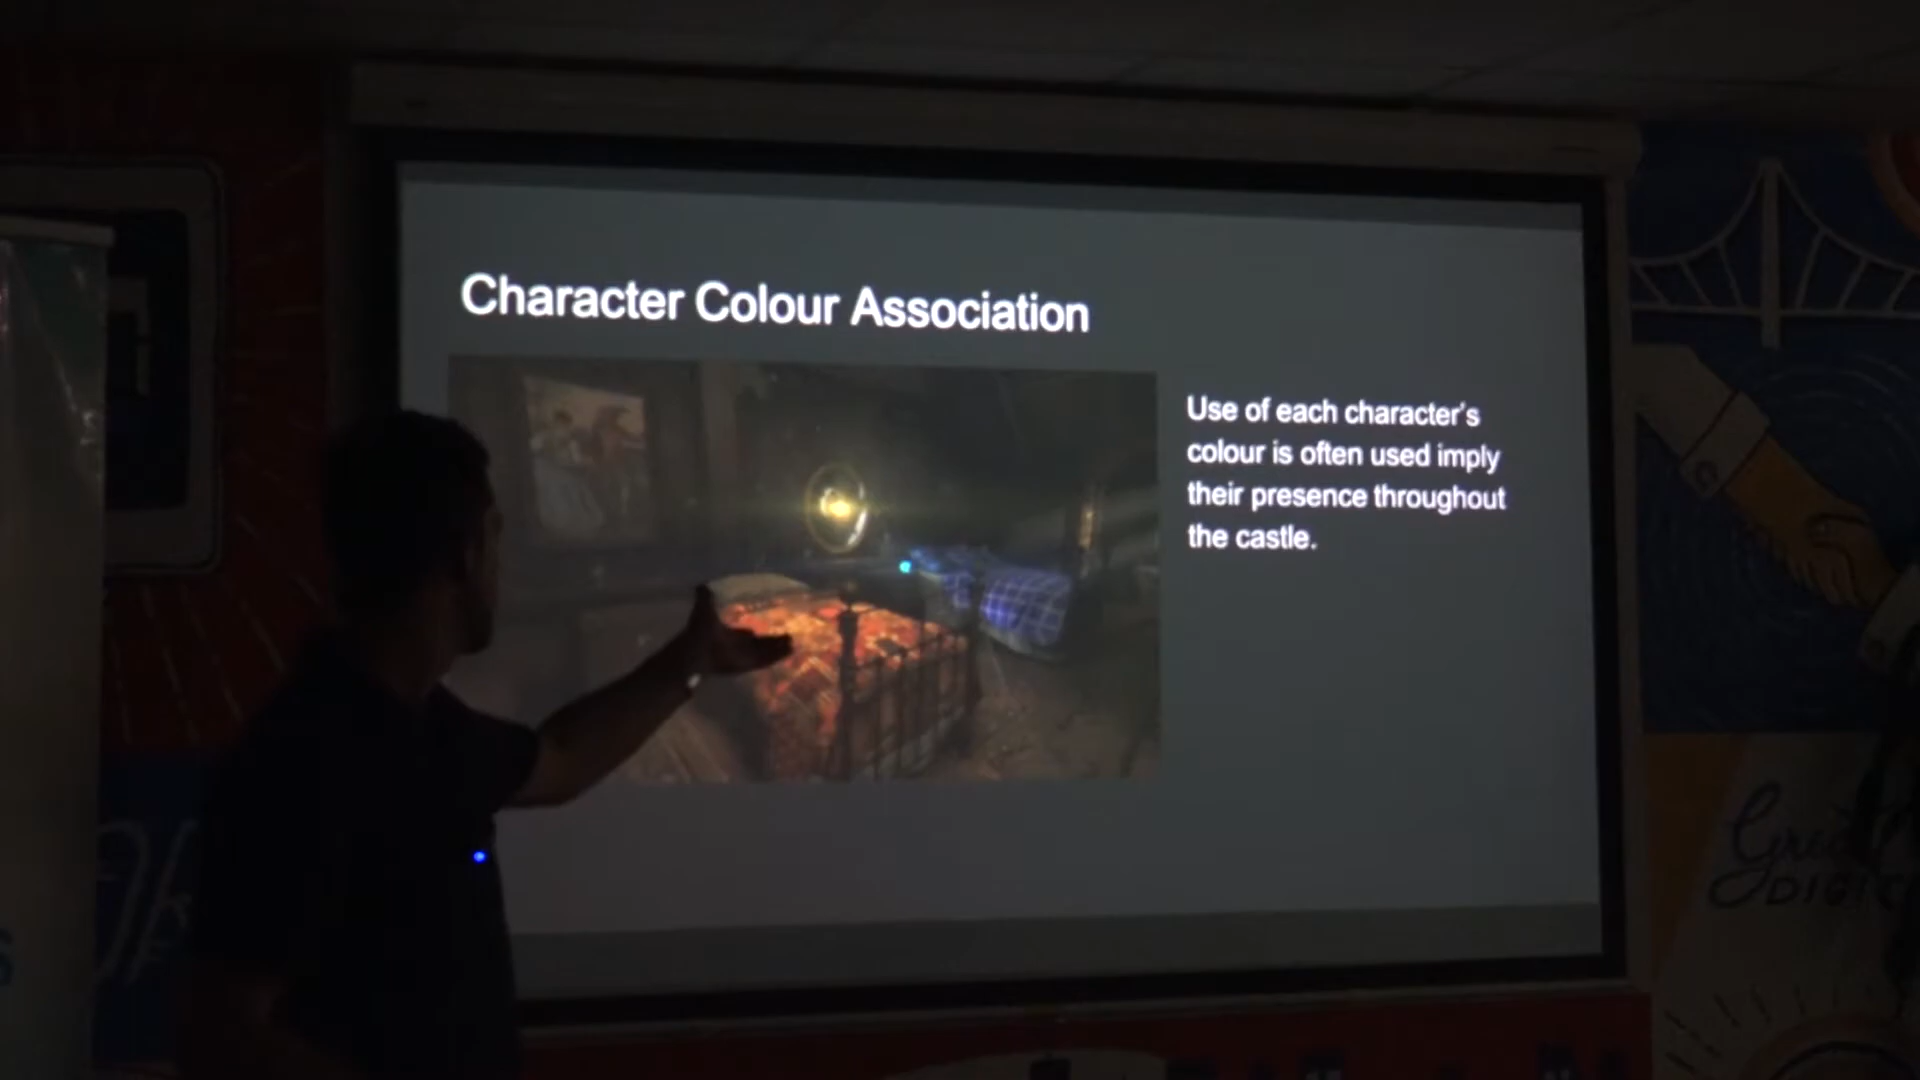 Character Colour Association
Use of each character's
colour is often used imply
their presence throughout
the castle.